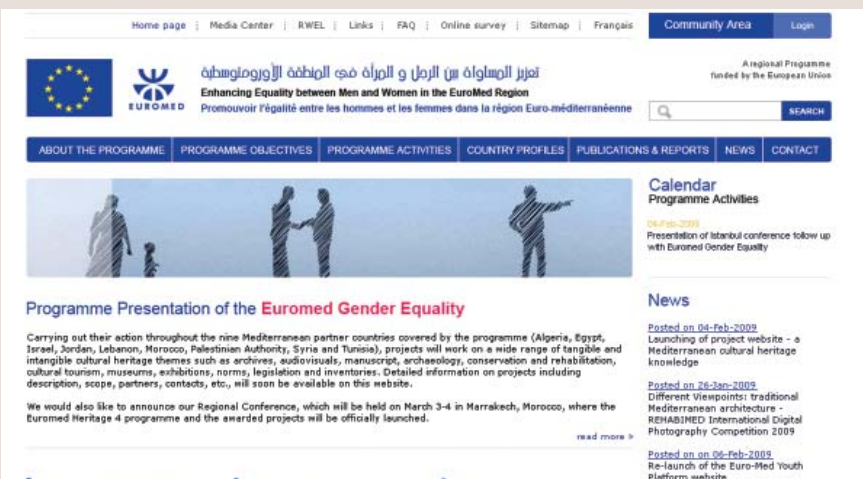 Home page | Media Center | RWEL | Links | FAQ | Online survey | Sitemap | Français
Community Area
Login
EUROMED
تعزيز المساواة بين الرجل و المرأة في المنطقة الأورومتوسطية
Enhancing Equality between Men and Women in the EuroMed Region
Promouvoir l'égalité entre les hommes et les femmes dans la région Euro-méditerranéenne
A regional Programme
funded by the European Union
SEARCH
ABOUT THE PROGRAMME | PROGRAMME OBJECTIVES | PROGRAMME ACTIVITIES | COUNTRY PROFILES | PUBLICATIONS & REPORTS | NEWS | CONTACT
Programme Presentation of the Euromed Gender Equality
Carrying out their action throughout the nine Mediterranean partner countries covered by the programme (Algeria, Egypt,
Israel, Jordan, Lebanon, Morocco, Palestinian Authority, Syria and Tunisia), projects will work on a wide range of tangible and
intangible cultural heritage themes such as archives, audiovisuals, manuscript, archaeology, conservation and rehabilitation,
cultural tourism, museums, exhibitions, norms, legislation and inventories. Detailed information on projects including
description, scope, partners, contacts, etc., will soon be available on this website.
We would also like to announce our Regional Conference, which will be held on March 3-4 in Marrakech, Morocco, where the
Euromed Heritage 4 programme and the awarded projects will be officially launched.
read more >
Calendar
Programme Activities
04-Feb-2009
Presentation of Istanbul conference follow up
with Euromed Gender Equality
News
Posted on 04-Feb-2009
Launching of project website - a
Mediterranean cultural heritage
knowledge
Posted on 26-Jan-2009
Different Viewpoints: traditional
Mediterranean architecture -
REHABIMED International Digital
Photography Competition 2009
Posted on on 06-Feb-2009
Re-launch of the Euro-Med Youth
Platform website